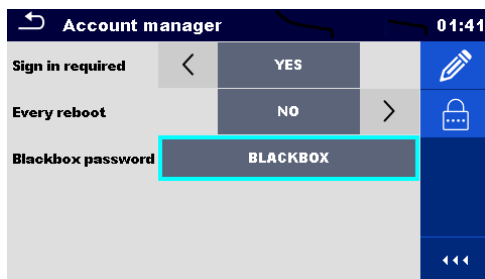 Account manager 01:41
Sign in required YES
Every reboot NO
Blackbox password BLACKBOX